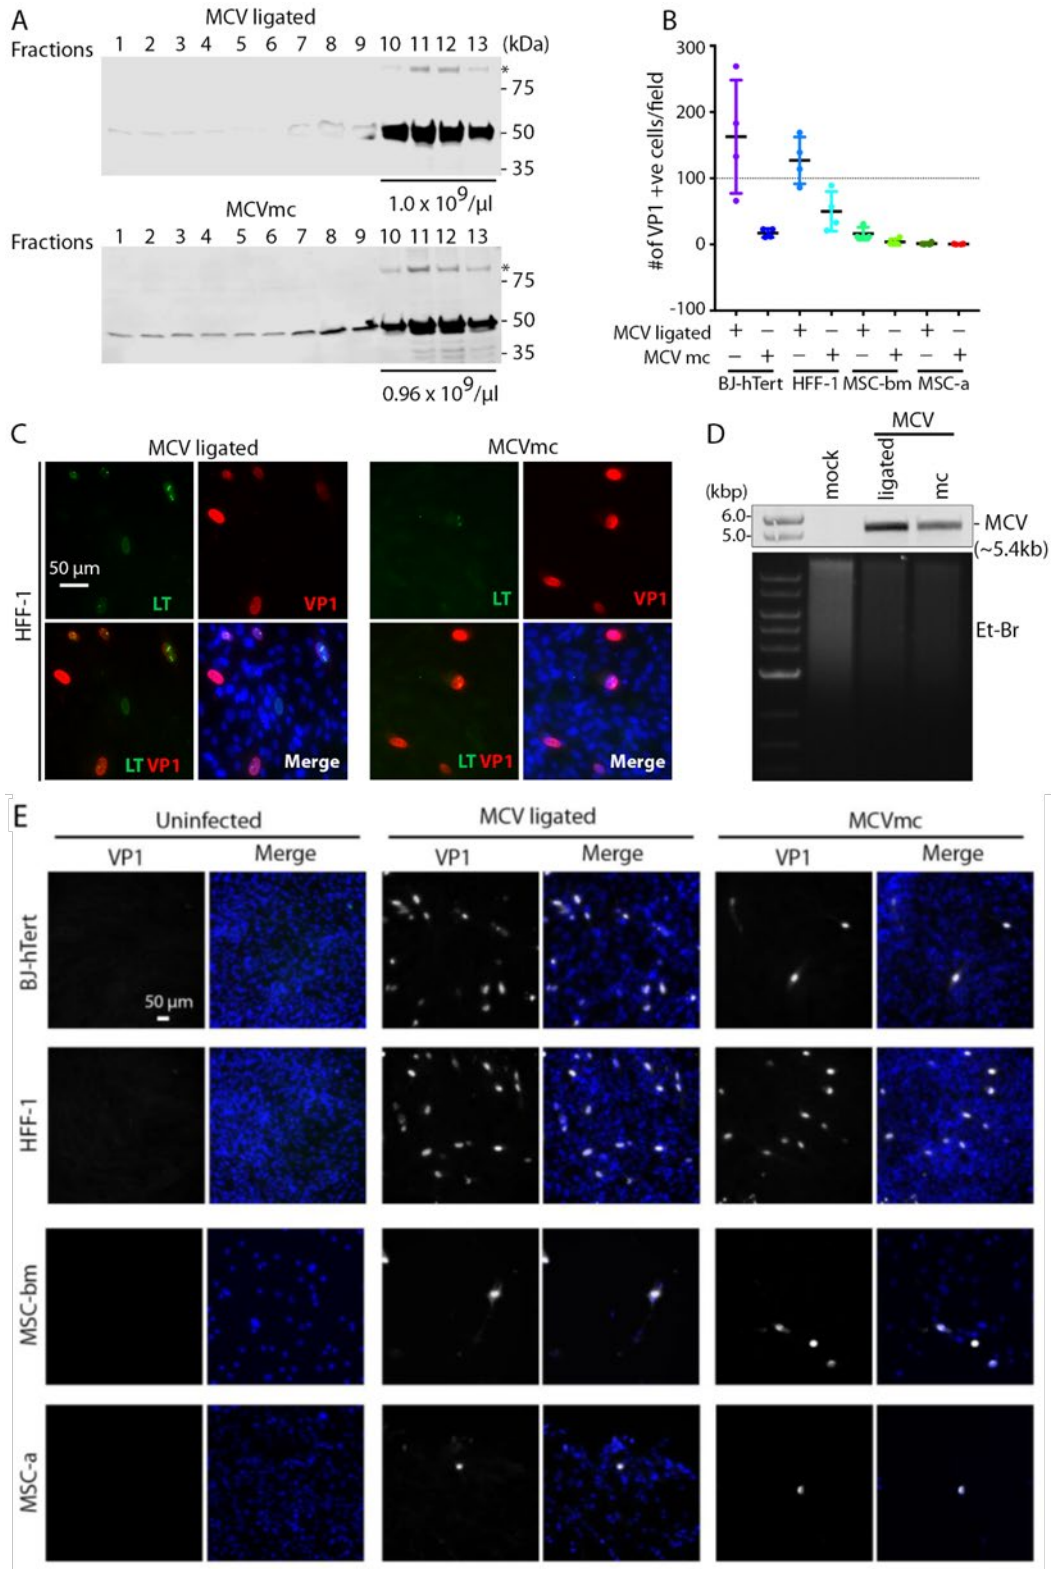 A
MCV ligated
Fractions 1 2 3 4 5 6 7 8 9 10 11 12 13 (kDa)
*
- 75
- 50
- 35
1.0 x 10^9/µl
MCVmc
Fractions 1 2 3 4 5 6 7 8 9 10 11 12 13
*
- 75
- 50
- 35
0.96 x 10^9/µl
B
#of VP1 +ve cells/field
300
200
100
0
-100
MCV ligated + – + – + – + –
MCV mc – + – + – + – +
BJ-hTert HFF-1 MSC-bm MSC-a
C
MCV ligated MCVmc
HFF-1
50 µm
LT VP1 LT VP1
LT VP1 Merge LT VP1 Merge
D
MCV
mock ligated mc
(kbp)
6.0-
5.0-
- MCV
(~5.4kb)
Et-Br
E
Uninfected MCV ligated MCVmc
VP1 Merge VP1 Merge VP1 Merge
BJ-hTert
50 µm
HFF-1
MSC-bm
MSC-a